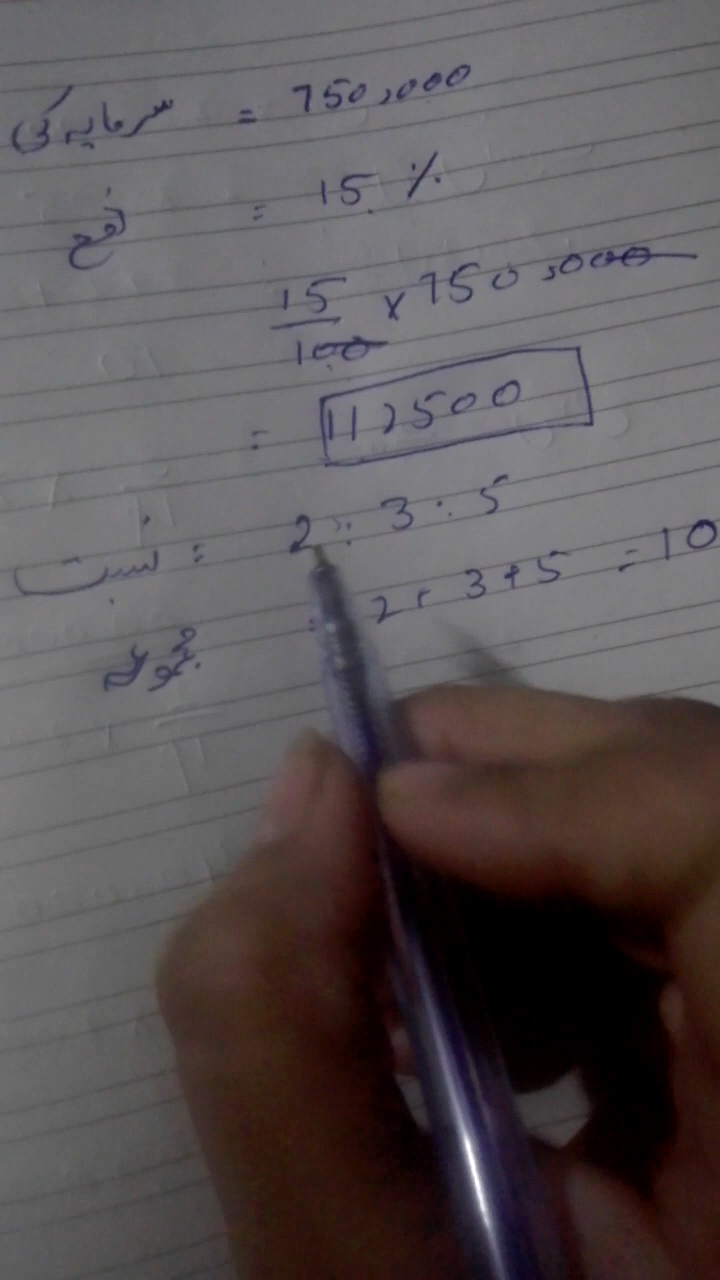 سرمایہ کی = 750,000
نفع = 15 %
15/100 × 750,000
= 112500
نسبت : 2 : 3 : 5
مجموعہ = 2 + 3 + 5 = 10